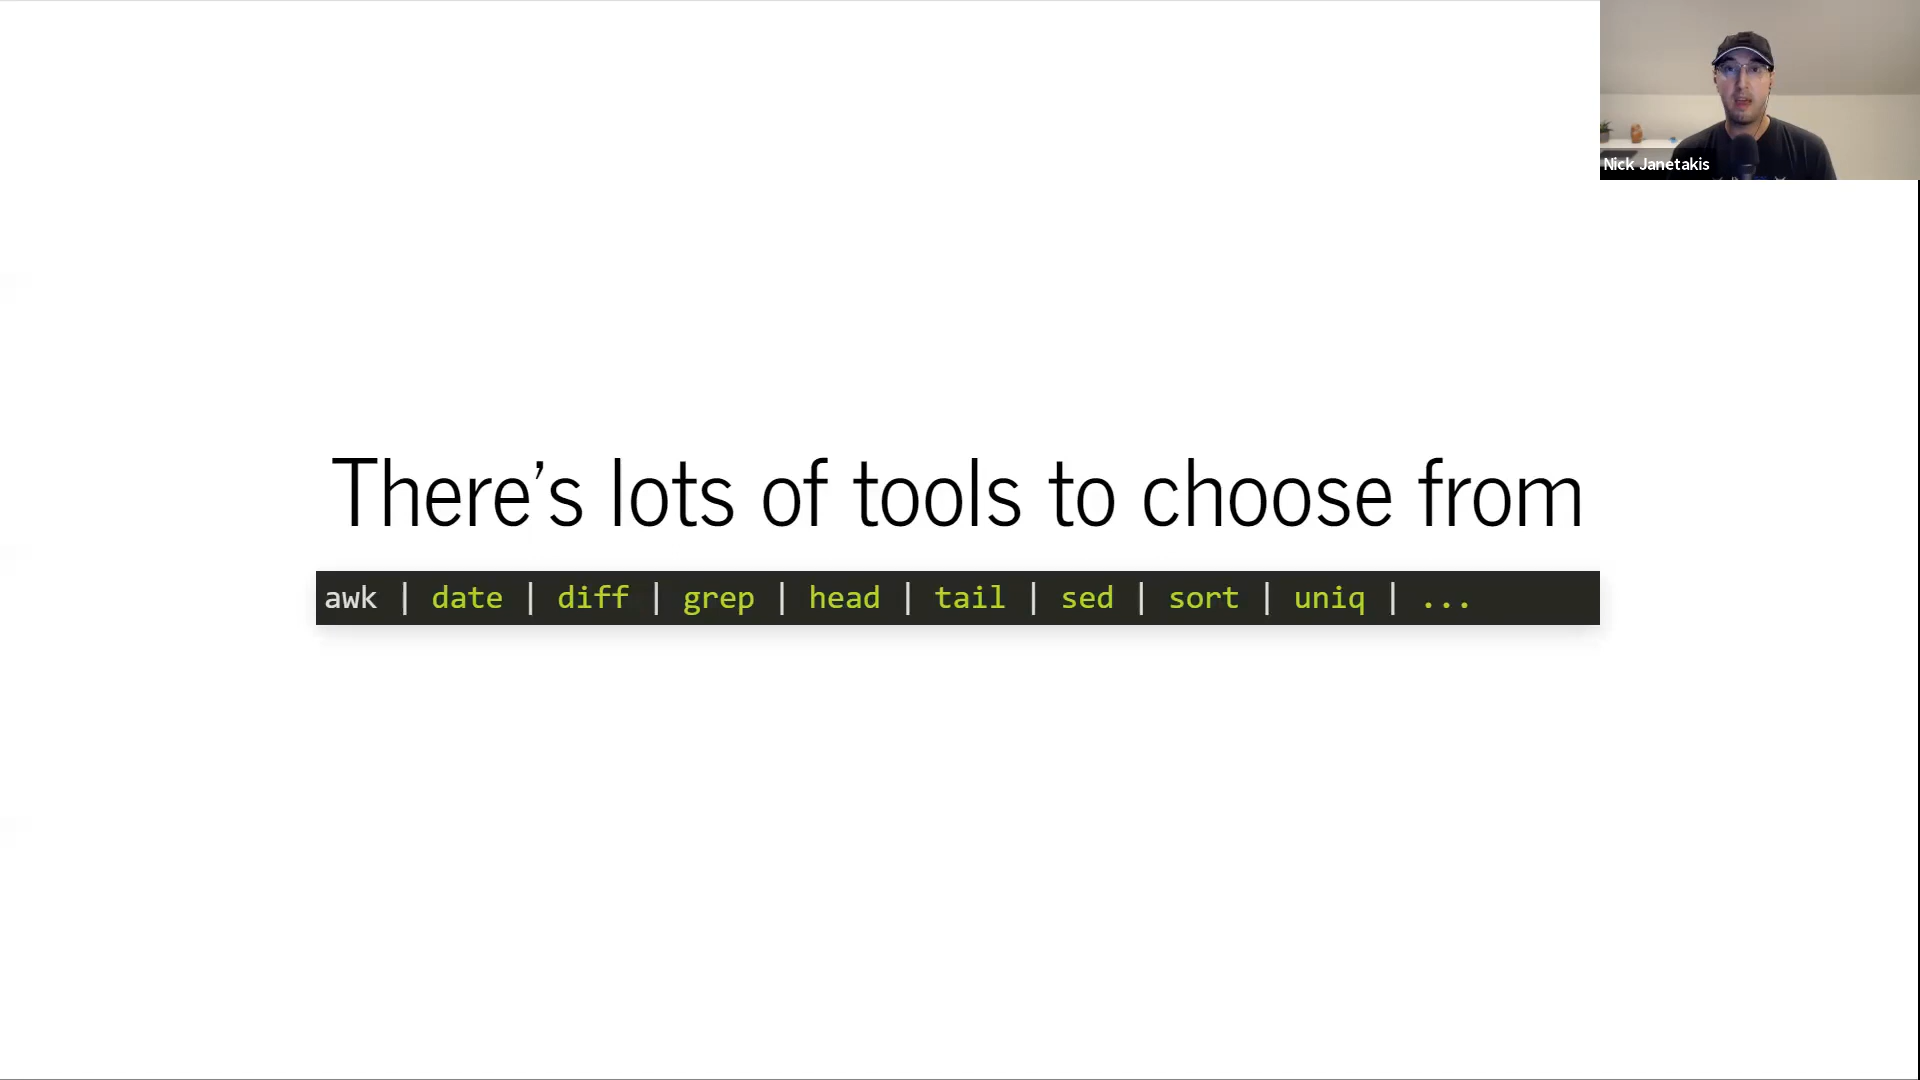 Nick Janetakis
There’s lots of tools to choose from
awk | date | diff | grep | head | tail | sed | sort | uniq | ...